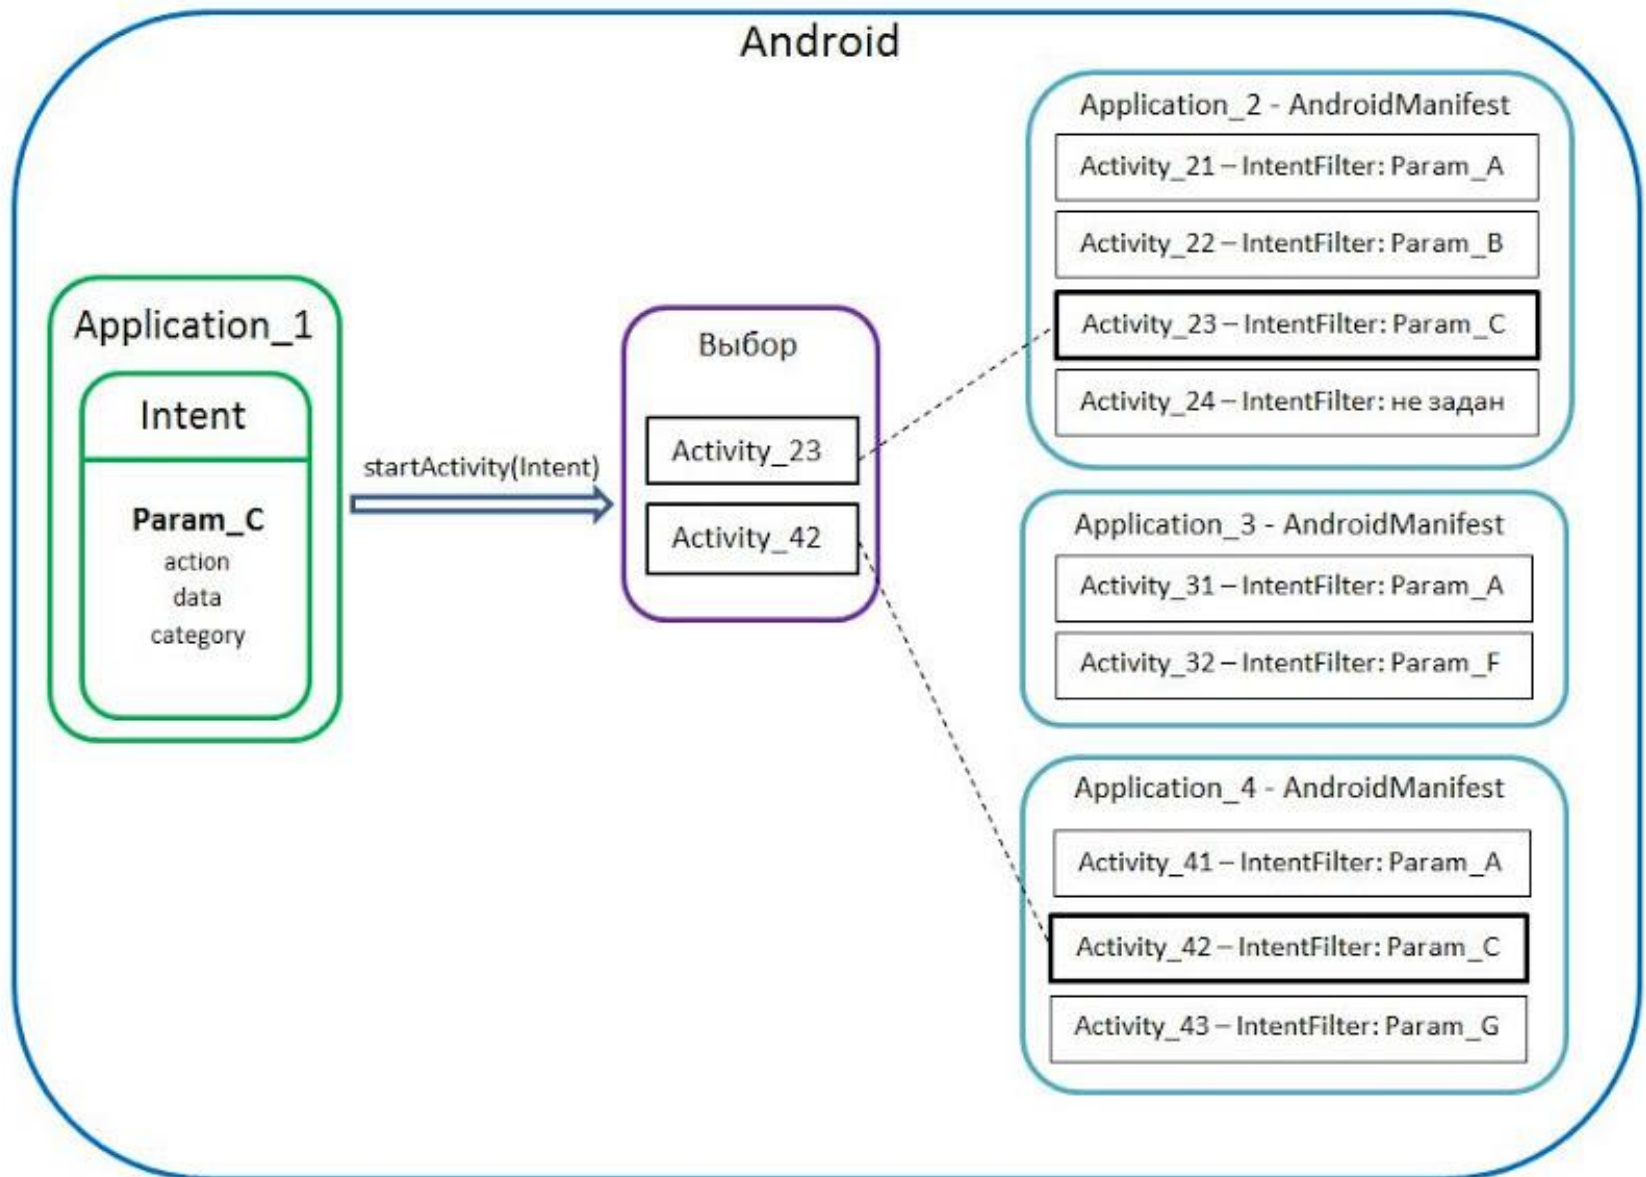 Android
Application_1
Intent
Param_C
action
data
category
startActivity(Intent)
Выбор
Activity_23
Activity_42
Application_2 - AndroidManifest
Activity_21 – IntentFilter: Param_A
Activity_22 – IntentFilter: Param_B
Activity_23 – IntentFilter: Param_C
Activity_24 – IntentFilter: не задан
Application_3 - AndroidManifest
Activity_31 – IntentFilter: Param_A
Activity_32 – IntentFilter: Param_F
Application_4 - AndroidManifest
Activity_41 – IntentFilter: Param_A
Activity_42 – IntentFilter: Param_C
Activity_43 – IntentFilter: Param_G